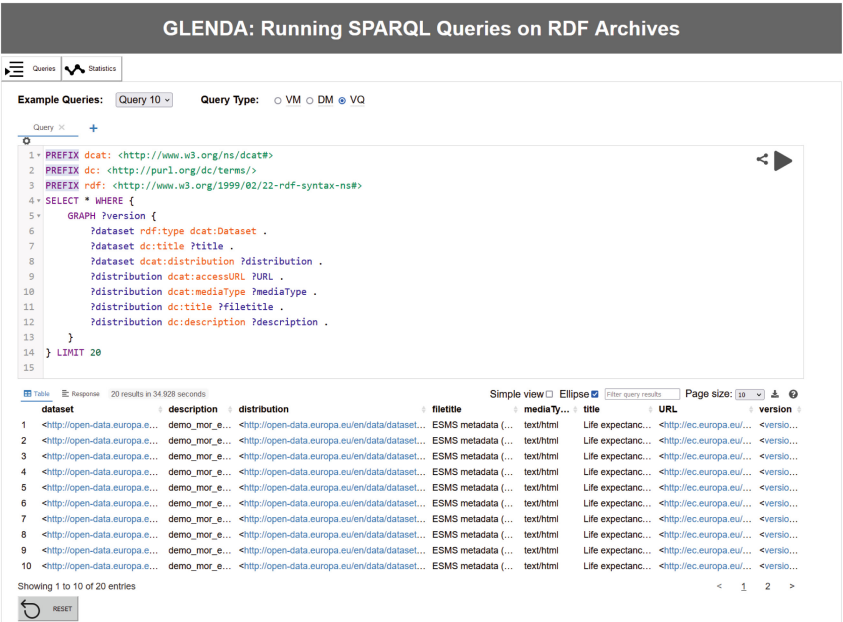 GLENDA: Running SPARQL Queries on RDF Archives
Queries Statistics
Example Queries: Query 10 Query Type: VM DM VQ
Query × +
1 PREFIX dcat: <http://www.w3.org/ns/dcat#>
2 PREFIX dc: <http://purl.org/dc/terms/>
3 PREFIX rdf: <http://www.w3.org/1999/02/22-rdf-syntax-ns#>
4 SELECT * WHERE {
5 GRAPH ?version {
6 ?dataset rdf:type dcat:Dataset .
7 ?dataset dc:title ?title .
8 ?dataset dcat:distribution ?distribution .
9 ?distribution dcat:accessURL ?URL .
10 ?distribution dcat:mediaType ?mediaType .
11 ?distribution dc:title ?filetitle .
12 ?distribution dc:description ?description .
13 }
14 } LIMIT 20
15
Table Response 20 results in 34.928 seconds Simple view Ellipse Filter query results Page size: 10
dataset description distribution filetitle mediaTy... title URL version
1 <http://open-data.europa.e... demo_mor_e... <http://open-data.europa.eu/en/data/dataset... ESMS metadata (... text/html Life expectanc... <http://ec.europa.eu/... <versio...
2 <http://open-data.europa.e... demo_mor_e... <http://open-data.europa.eu/en/data/dataset... ESMS metadata (... text/html Life expectanc... <http://ec.europa.eu/... <versio...
3 <http://open-data.europa.e... demo_mor_e... <http://open-data.europa.eu/en/data/dataset... ESMS metadata (... text/html Life expectanc... <http://ec.europa.eu/... <versio...
4 <http://open-data.europa.e... demo_mor_e... <http://open-data.europa.eu/en/data/dataset... ESMS metadata (... text/html Life expectanc... <http://ec.europa.eu/... <versio...
5 <http://open-data.europa.e... demo_mor_e... <http://open-data.europa.eu/en/data/dataset... ESMS metadata (... text/html Life expectanc... <http://ec.europa.eu/... <versio...
6 <http://open-data.europa.e... demo_mor_e... <http://open-data.europa.eu/en/data/dataset... ESMS metadata (... text/html Life expectanc... <http://ec.europa.eu/... <versio...
7 <http://open-data.europa.e... demo_mor_e... <http://open-data.europa.eu/en/data/dataset... ESMS metadata (... text/html Life expectanc... <http://ec.europa.eu/... <versio...
8 <http://open-data.europa.e... demo_mor_e... <http://open-data.europa.eu/en/data/dataset... ESMS metadata (... text/html Life expectanc... <http://ec.europa.eu/... <versio...
9 <http://open-data.europa.e... demo_mor_e... <http://open-data.europa.eu/en/data/dataset... ESMS metadata (... text/html Life expectanc... <http://ec.europa.eu/... <versio...
10 <http://open-data.europa.e... demo_mor_e... <http://open-data.europa.eu/en/data/dataset... ESMS metadata (... text/html Life expectanc... <http://ec.europa.eu/... <versio...
Showing 1 to 10 of 20 entries < 1 2 >
RESET